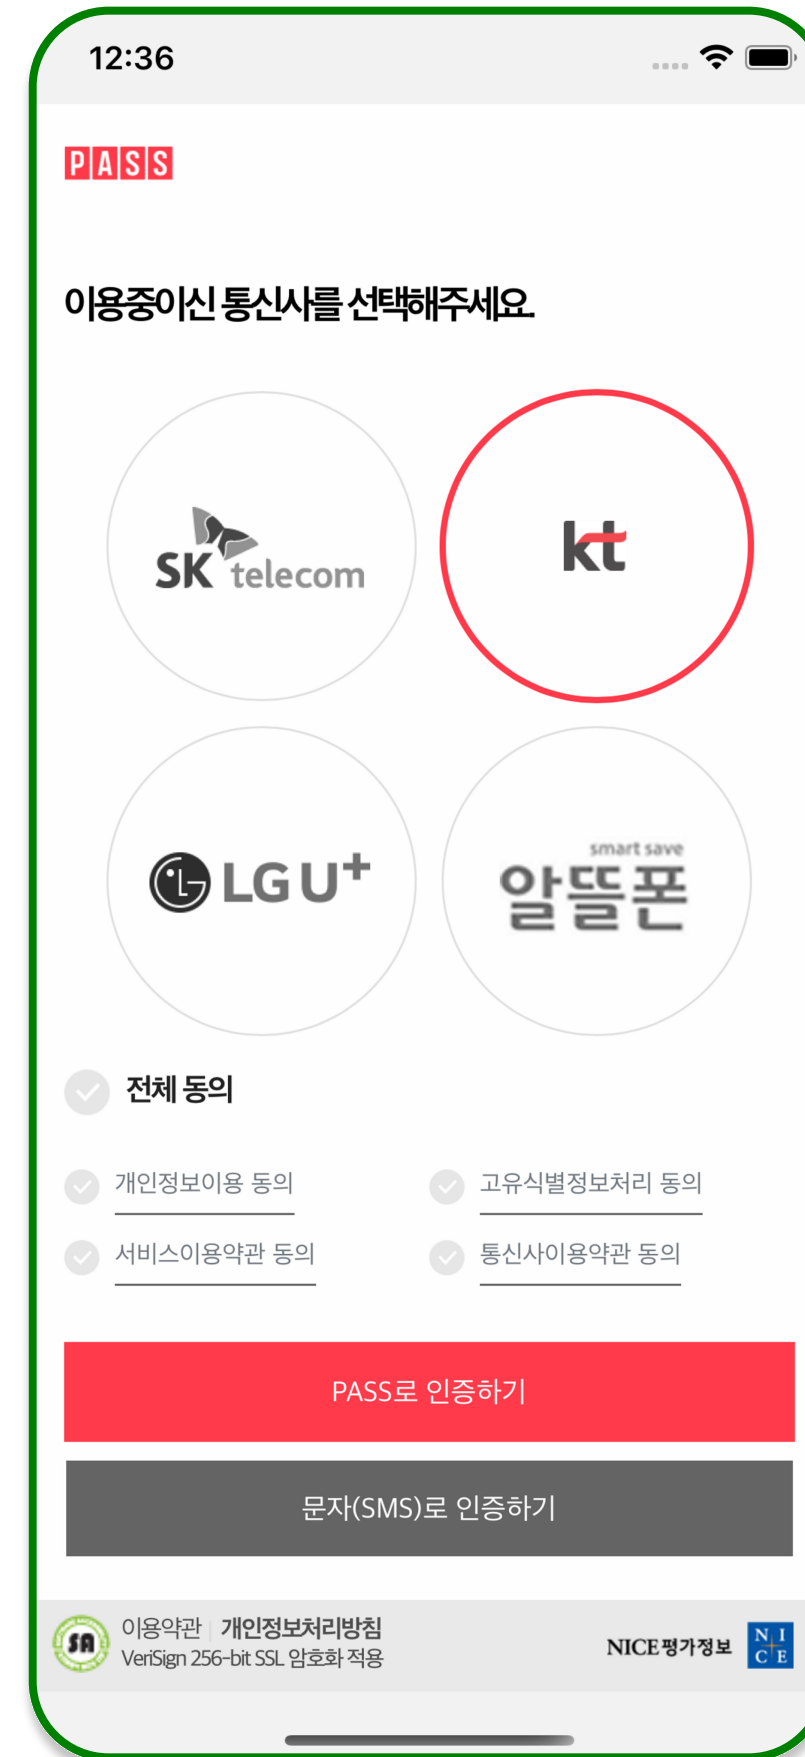 12:36
PASS
이용중이신 통신사를 선택해주세요.
SK telecom
kt
LG U+
smart save
알뜰폰
전체 동의
개인정보이용 동의
고유식별정보처리 동의
서비스이용약관 동의
통신사이용약관 동의
PASS로 인증하기
문자(SMS)로 인증하기
SA
이용약관 | 개인정보처리방침
VeriSign 256-bit SSL 암호화 적용
NICE평가정보
NICE